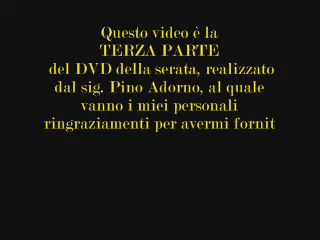 Questo video è la
TERZA PARTE
del DVD della serata, realizzato
dal sig. Pino Adorno, al quale
vanno i miei personali
ringraziamenti per avermi fornit